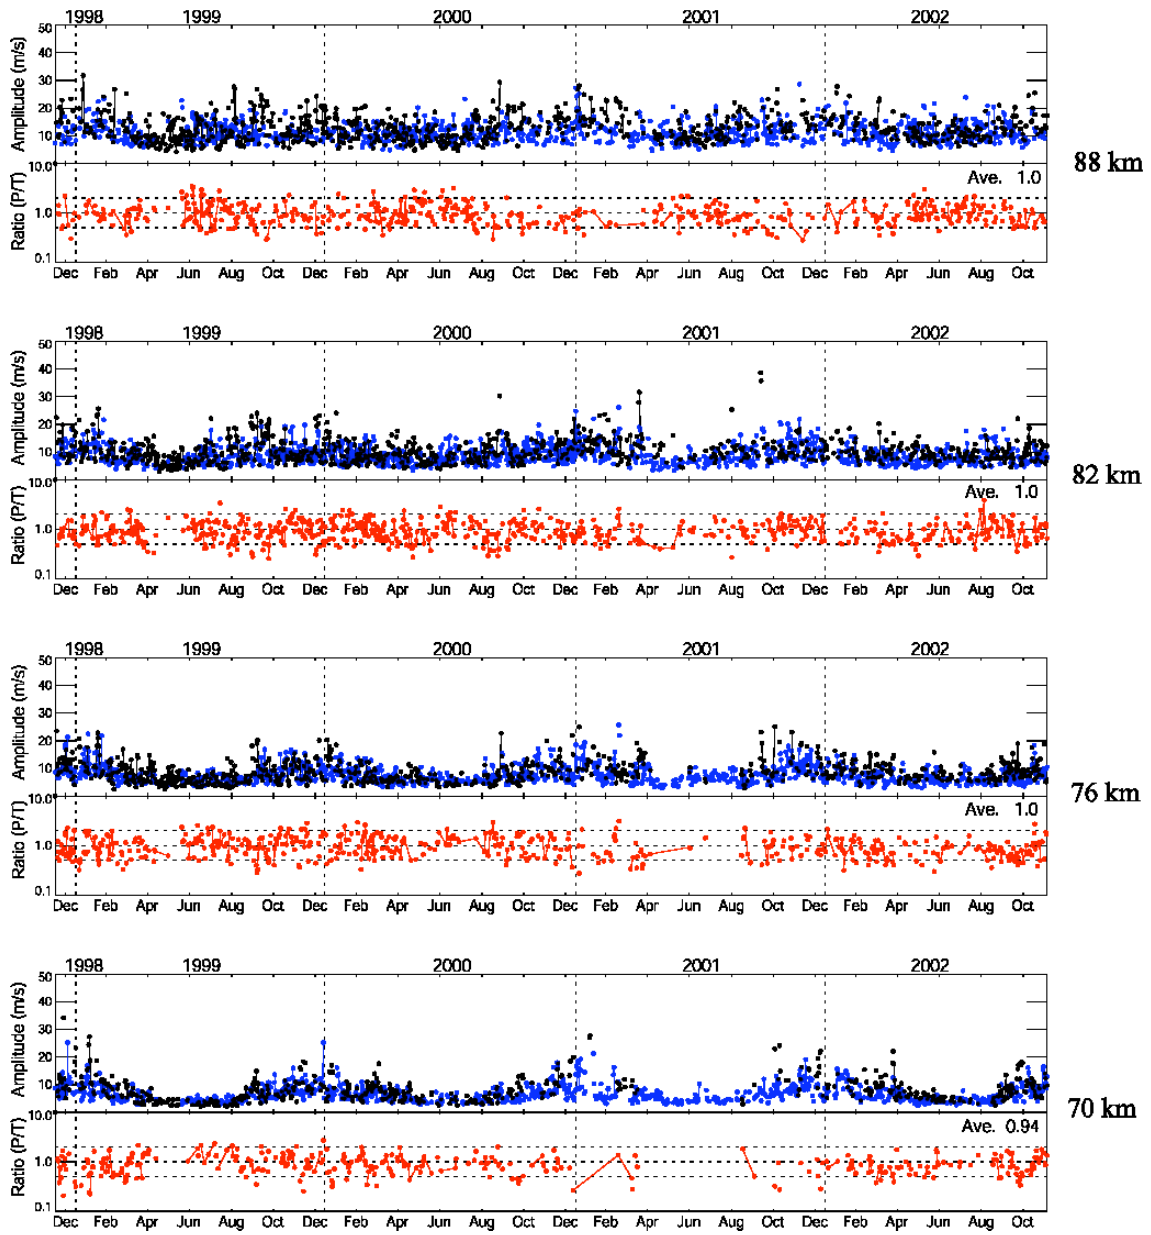 1998 1999 2000 2001 2002
50
40
30
20
10
Amplitude (m/s)
10.0
1.0
0.1
Ratio (P/T)
Ave. 1.0
88 km
Dec Feb Apr Jun Aug Oct Dec Feb Apr Jun Aug Oct Dec Feb Apr Jun Aug Oct Dec Feb Apr Jun Aug Oct
1998 1999 2000 2001 2002
50
40
30
20
10
Amplitude (m/s)
10.0
1.0
0.1
Ratio (P/T)
Ave. 1.0
82 km
Dec Feb Apr Jun Aug Oct Dec Feb Apr Jun Aug Oct Dec Feb Apr Jun Aug Oct Dec Feb Apr Jun Aug Oct
1998 1999 2000 2001 2002
50
40
30
20
10
Amplitude (m/s)
10.0
1.0
0.1
Ratio (P/T)
Ave. 1.0
76 km
Dec Feb Apr Jun Aug Oct Dec Feb Apr Jun Aug Oct Dec Feb Apr Jun Aug Oct Dec Feb Apr Jun Aug Oct
1998 1999 2000 2001 2002
50
40
30
20
10
Amplitude (m/s)
10.0
1.0
0.1
Ratio (P/T)
Ave. 0.94
70 km
Dec Feb Apr Jun Aug Oct Dec Feb Apr Jun Aug Oct Dec Feb Apr Jun Aug Oct Dec Feb Apr Jun Aug Oct